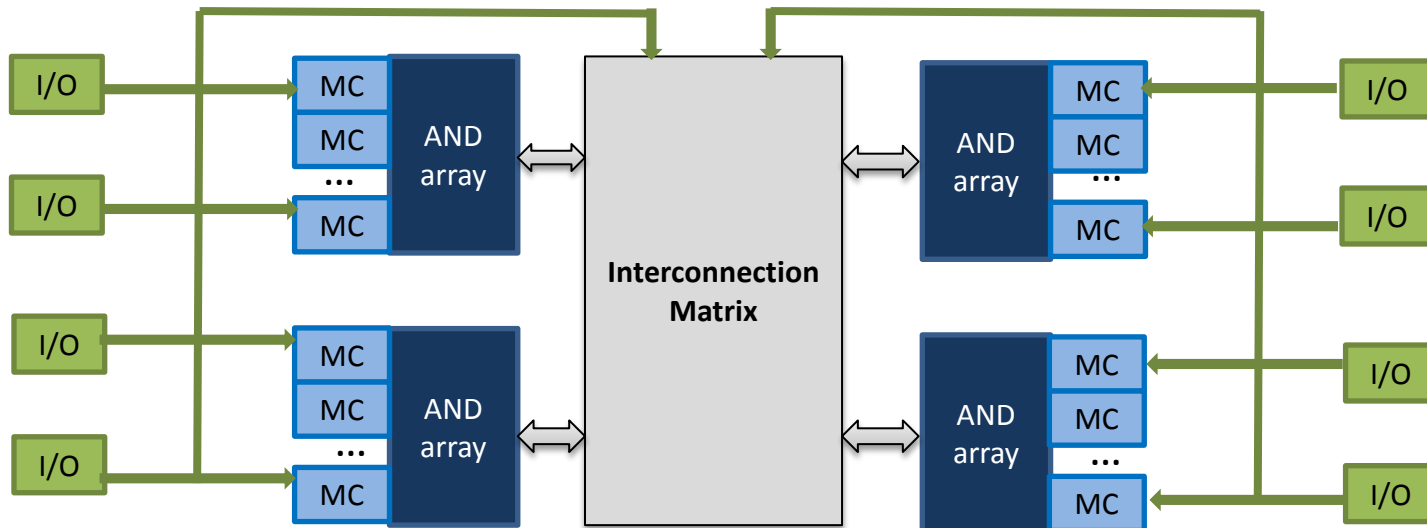 I/O
MC
AND
array
MC
...
I/O
MC
I/O
MC
AND
array
MC
...
I/O
MC
Interconnection
Matrix
AND
array
MC
I/O
MC
...
MC
I/O
AND
array
MC
I/O
MC
...
MC
I/O